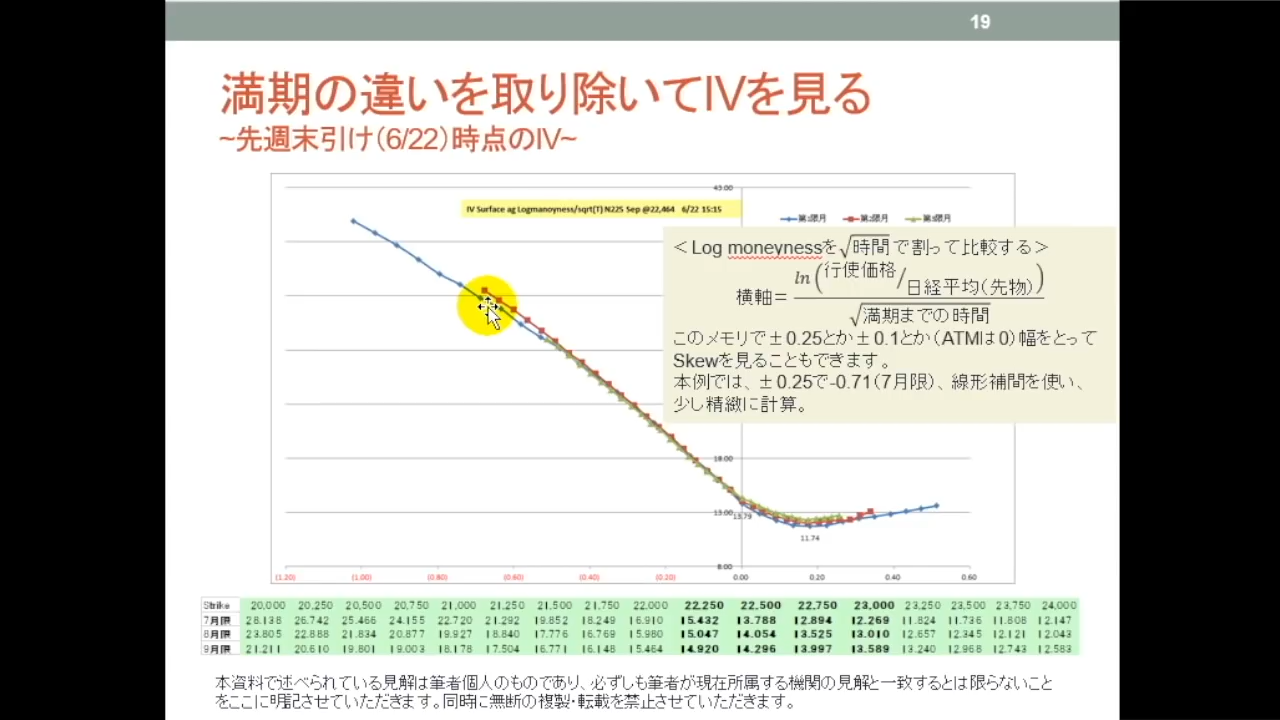 19
満期の違いを取り除いてIVを見る
~先週末引け（6/22）時点のIV~
43.00
IV Surface ag Logmanoyness/sqrt(T) N225 Sep @22,464 6/22 15:15
第1限月 第2限月 第3限月
＜Log moneynessを√時間で割って比較する＞
横軸＝ ln(行使価格/日経平均（先物）) √満期までの時間
このメモリで±0.25とか±0.1とか（ATMは0）幅をとって
Skewを見ることもできます。
本例では、±0.25で-0.71（7月限）、線形補間を使い、
少し精緻に計算。
18.00
13.00
13.79
11.74
8.00
(1.20) (1.00) (0.80) (0.60) (0.40) (0.20) 0.00 0.20 0.40 0.60
Strike 20,000 20,250 20,500 20,750 21,000 21,250 21,500 21,750 22,000 22,250 22,500 22,750 23,000 23,250 23,500 23,750 24,000
7月限 28.138 26.742 25.466 24.155 22.720 21.292 19.852 18.249 16.910 15.432 13.788 12.894 12.269 11.824 11.736 11.808 12.147
8月限 23.805 22.888 21.834 20.877 19.927 18.840 17.776 16.769 15.980 15.047 14.054 13.525 13.010 12.657 12.345 12.121 12.043
9月限 21.211 20.610 19.801 19.003 18.178 17.504 16.771 16.148 15.464 14.920 14.296 13.997 13.589 13.240 12.968 12.743 12.583
本資料で述べられている見解は筆者個人のものであり、必ずしも筆者が現在所属する機関の見解と一致するとは限らないこと
をここに明記させていただきます。同時に無断の複製・転載を禁止させていただきます。